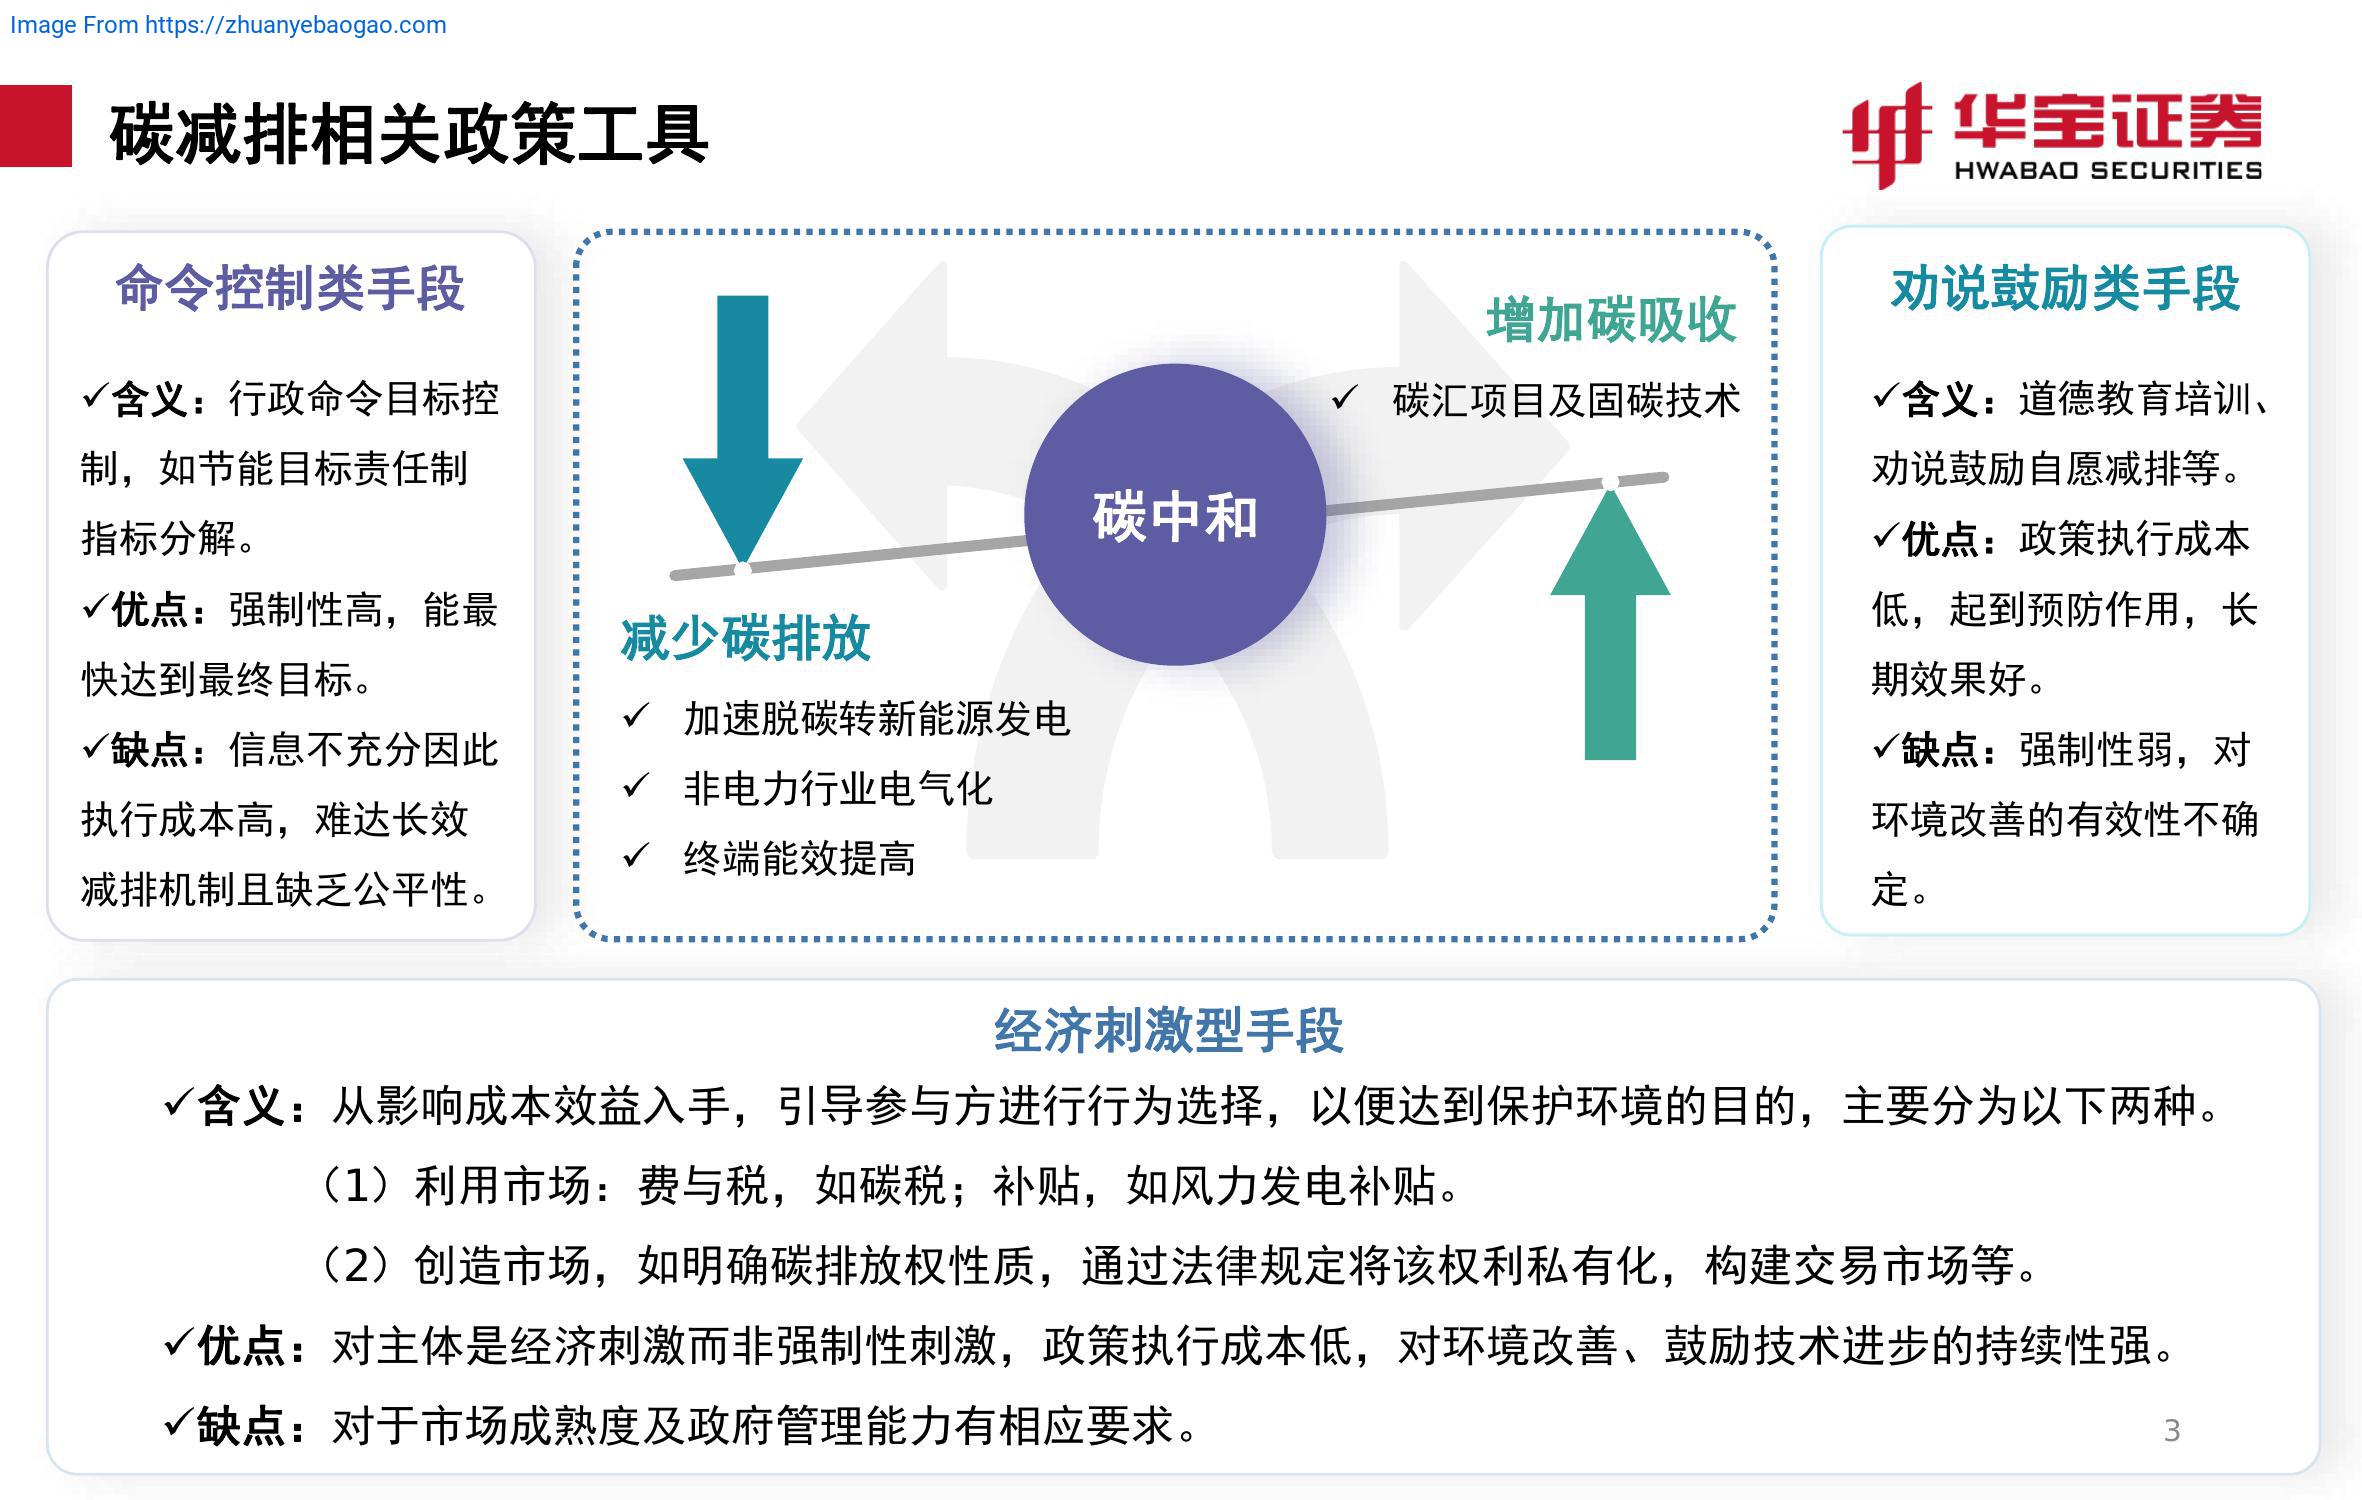 Image From https://zhuanyebaogao.com
碳减排相关政策工具
华宝证券
HWABAO SECURITIES
命令控制类手段
✓含义：行政命令目标控
制，如节能目标责任制
指标分解。
✓优点：强制性高，能最
快达到最终目标。
✓缺点：信息不充分因此
执行成本高，难达长效
减排机制且缺乏公平性。
增加碳吸收
✓ 碳汇项目及固碳技术
碳中和
减少碳排放
✓ 加速脱碳转新能源发电
✓ 非电力行业电气化
✓ 终端能效提高
劝说鼓励类手段
✓含义：道德教育培训、
劝说鼓励自愿减排等。
✓优点：政策执行成本
低，起到预防作用，长
期效果好。
✓缺点：强制性弱，对
环境改善的有效性不确
定。
经济刺激型手段
✓含义：从影响成本效益入手，引导参与方进行行为选择，以便达到保护环境的目的，主要分为以下两种。
（1）利用市场：费与税，如碳税；补贴，如风力发电补贴。
（2）创造市场，如明确碳排放权性质，通过法律规定将该权利私有化，构建交易市场等。
✓优点：对主体是经济刺激而非强制性刺激，政策执行成本低，对环境改善、鼓励技术进步的持续性强。
✓缺点：对于市场成熟度及政府管理能力有相应要求。
3